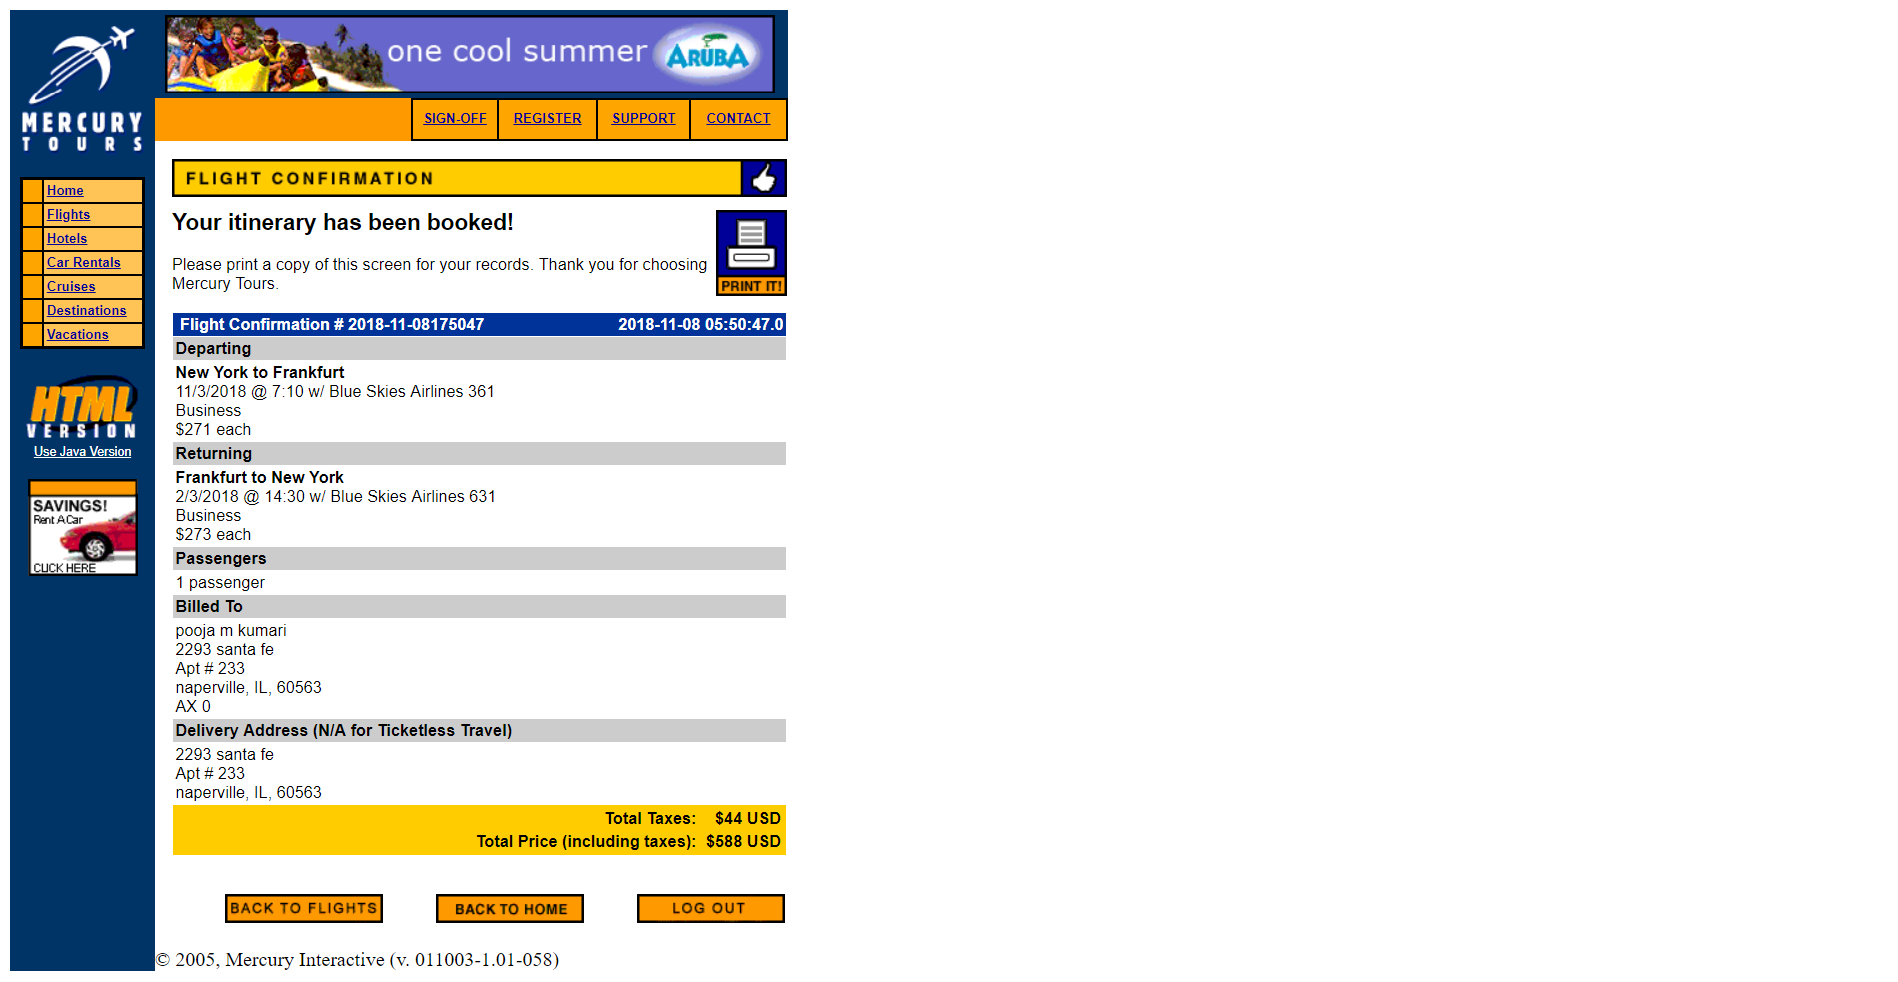 MERCURY
TOURS
one cool summer
ARUBA
SIGN-OFF
REGISTER
SUPPORT
CONTACT
Home
Flights
Hotels
Car Rentals
Cruises
Destinations
Vacations
HTML
VERSION
Use Java Version
SAVINGS!
Rent A Car
CLICK HERE
FLIGHT CONFIRMATION
Your itinerary has been booked!
Please print a copy of this screen for your records. Thank you for choosing
Mercury Tours.
PRINT IT!
Flight Confirmation # 2018-11-08175047 2018-11-08 05:50:47.0
Departing
New York to Frankfurt
11/3/2018 @ 7:10 w/ Blue Skies Airlines 361
Business
$271 each
Returning
Frankfurt to New York
2/3/2018 @ 14:30 w/ Blue Skies Airlines 631
Business
$273 each
Passengers
1 passenger
Billed To
pooja m kumari
2293 santa fe
Apt # 233
naperville, IL, 60563
AX 0
Delivery Address (N/A for Ticketless Travel)
2293 santa fe
Apt # 233
naperville, IL, 60563
Total Taxes: $44 USD
Total Price (including taxes): $588 USD
BACK TO FLIGHTS
BACK TO HOME
LOG OUT
© 2005, Mercury Interactive (v. 011003-1.01-058)